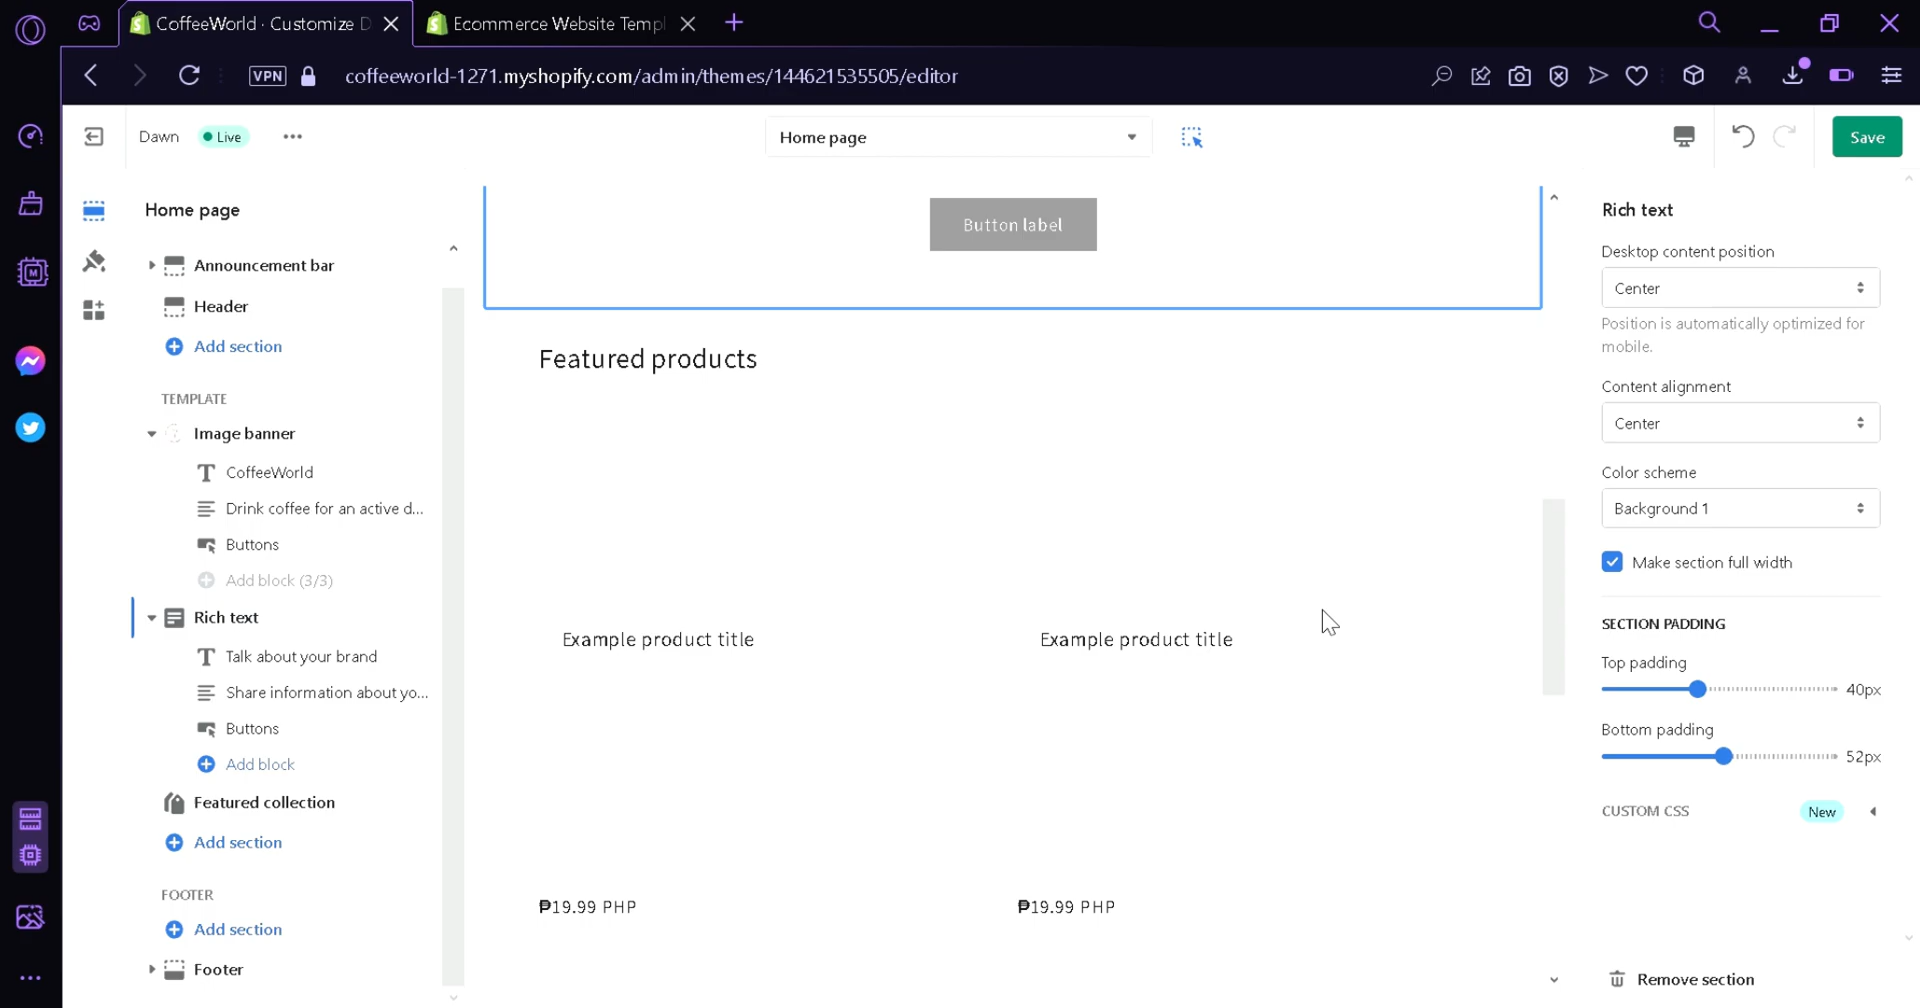 CoffeeWorld · Customize D
Ecommerce Website Templ
VPN
coffeeworld-1271.myshopify.com/admin/themes/144621535505/editor
Dawn
Live
Home page
Save
Home page
Announcement bar
Header
Add section
TEMPLATE
Image banner
CoffeeWorld
Drink coffee for an active d...
Buttons
Add block (3/3)
Rich text
Talk about your brand
Share information about yo...
Buttons
Add block
Featured collection
Add section
FOOTER
Add section
Footer
Button label
Featured products
Example product title
Example product title
₱19.99 PHP
₱19.99 PHP
Rich text
Desktop content position
Center
Position is automatically optimized for
mobile.
Content alignment
Center
Color scheme
Background 1
Make section full width
SECTION PADDING
Top padding
40px
Bottom padding
52px
CUSTOM CSS
New
Remove section